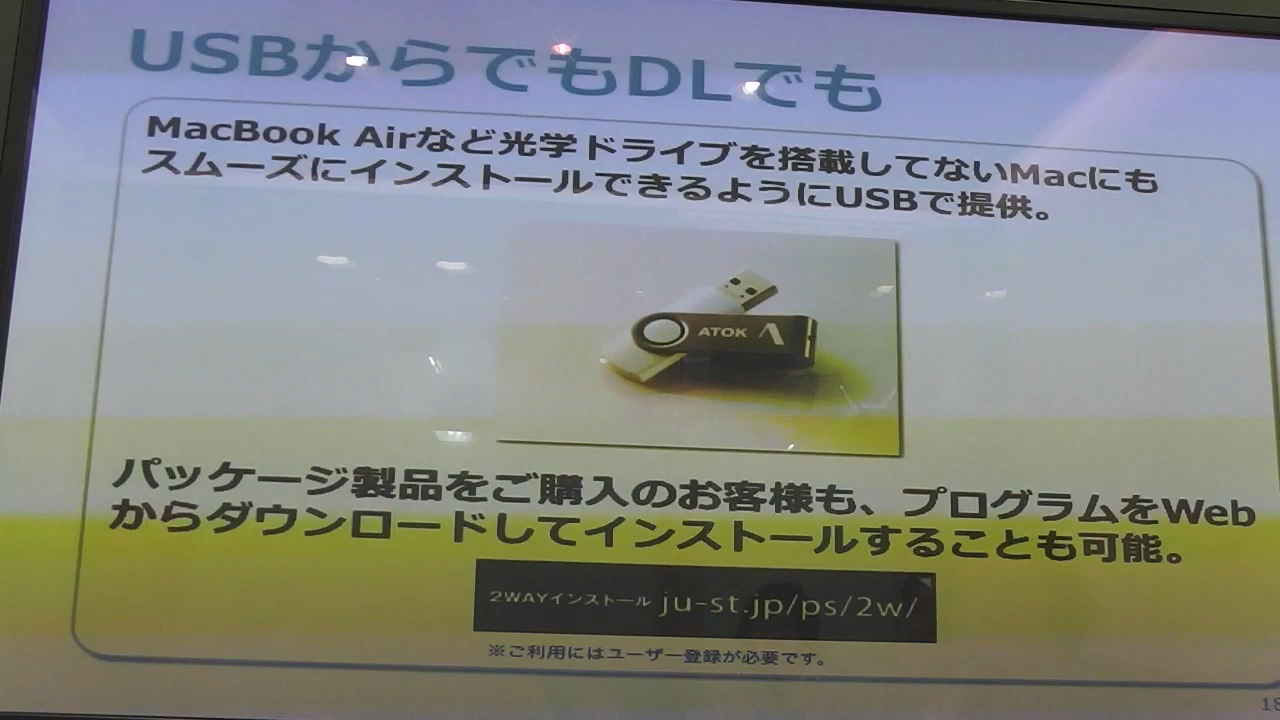 USBからでもDLでも
MacBook Airなど光学ドライブを搭載してないMacにも
スムーズにインストールできるようにUSBで提供。
ATOK
パッケージ製品をご購入のお客様も、プログラムをWeb
からダウンロードしてインストールすることも可能。
2WAYインストール ju-st.jp/ps/2w/
※ご利用にはユーザー登録が必要です。